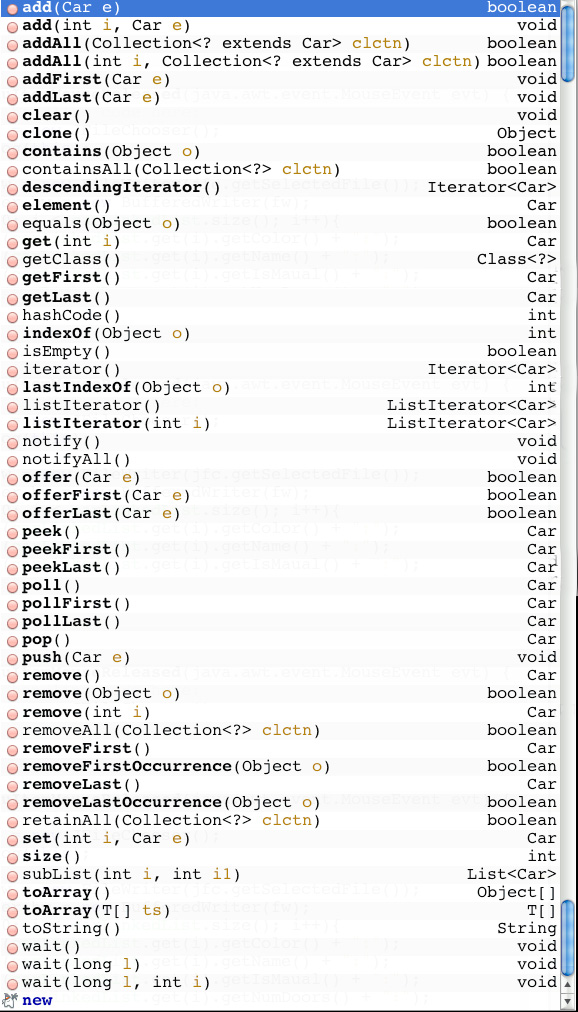 add(Car e) boolean
add(int i, Car e) void
addAll(Collection<? extends Car> clctn) boolean
addAll(int i, Collection<? extends Car> clctn) boolean
addFirst(Car e) void
addLast(Car e) void
clear() void
clone() Object
contains(Object o) boolean
containsAll(Collection<?> clctn) boolean
descendingIterator() Iterator<Car>
element() Car
equals(Object o) boolean
get(int i) Car
getClass() Class<?>
getFirst() Car
getLast() Car
hashCode() int
indexOf(Object o) int
isEmpty() boolean
iterator() Iterator<Car>
lastIndexOf(Object o) int
listIterator() ListIterator<Car>
listIterator(int i) ListIterator<Car>
notify() void
notifyAll() void
offer(Car e) boolean
offerFirst(Car e) boolean
offerLast(Car e) boolean
peek() Car
peekFirst() Car
peekLast() Car
poll() Car
pollFirst() Car
pollLast() Car
pop() Car
push(Car e) void
remove() Car
remove(Object o) boolean
remove(int i) Car
removeAll(Collection<?> clctn) boolean
removeFirst() Car
removeFirstOccurrence(Object o) boolean
removeLast() Car
removeLastOccurrence(Object o) boolean
retainAll(Collection<?> clctn) boolean
set(int i, Car e) Car
size() int
subList(int i, int i1) List<Car>
toArray() Object[]
toArray(T[] ts) T[]
toString() String
wait() void
wait(long l) void
wait(long l, int i) void
new